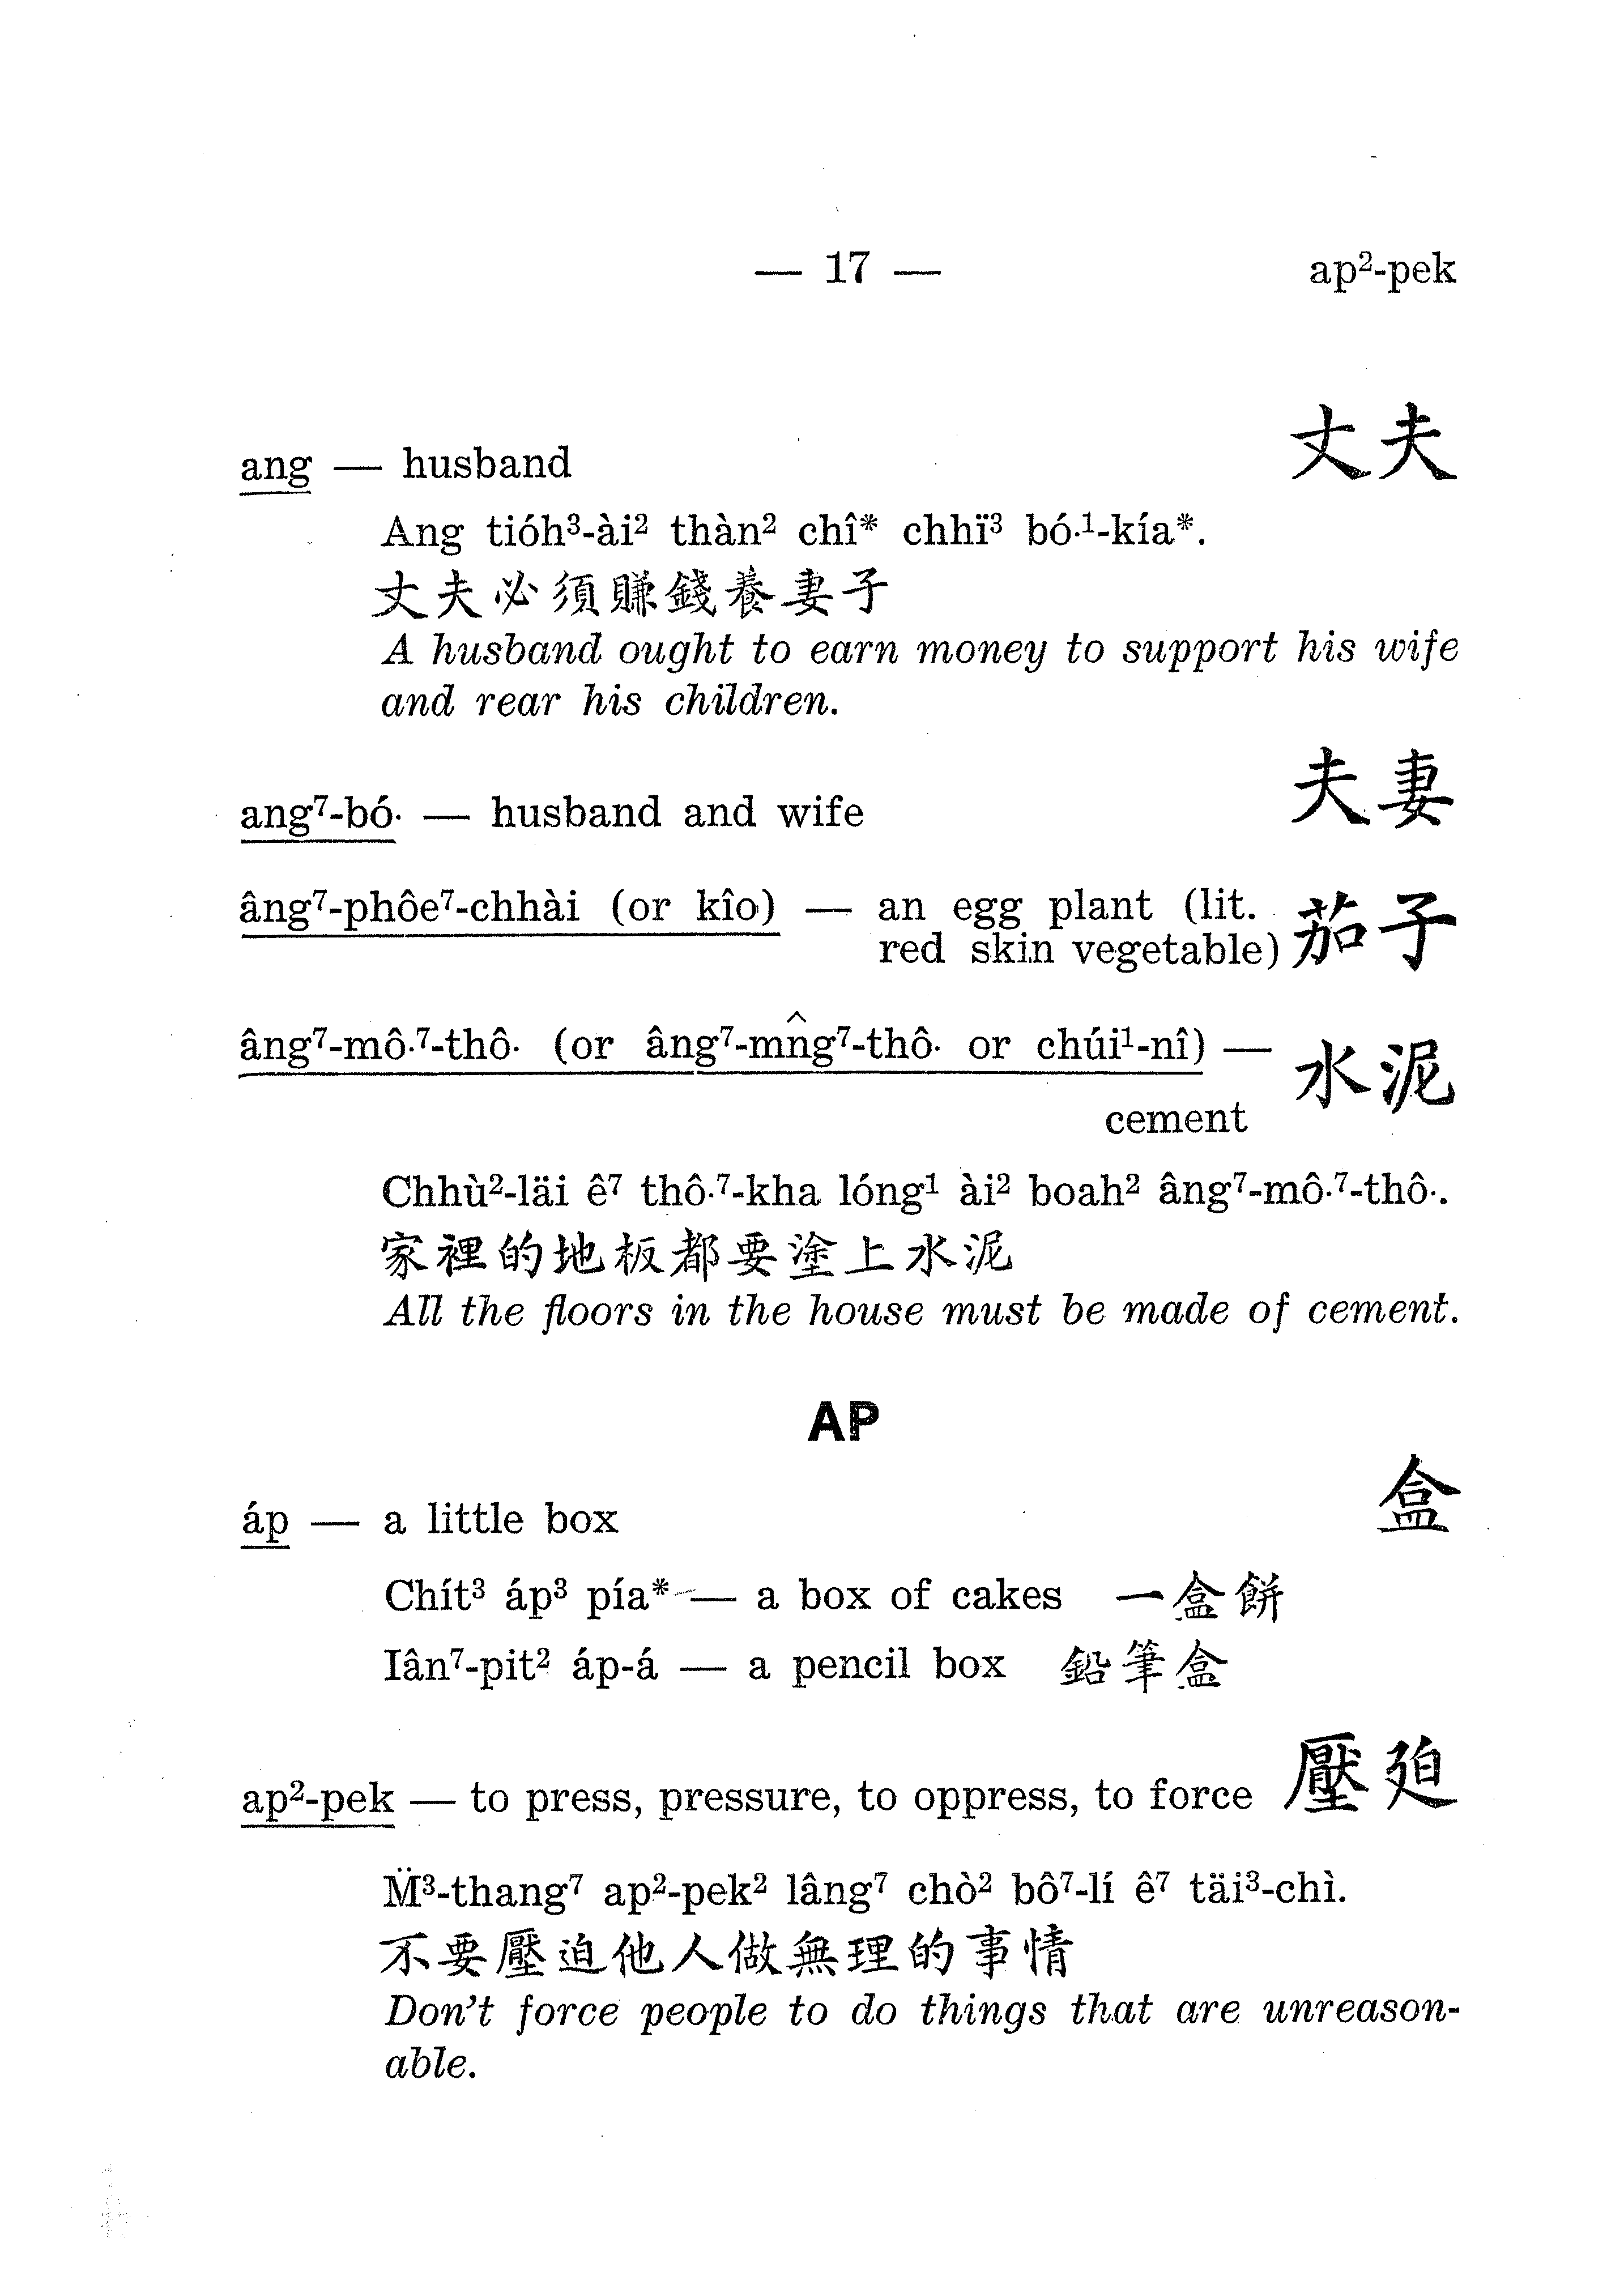 — 17 — ap²-pek
ang — husband 丈夫
Ang tióh³-ài² thàn² chî* chhï³ bó·¹-kía*.
丈夫必須賺錢養妻子
A husband ought to earn money to support his wife
and rear his children.
ang⁷-bó· — husband and wife 夫妻
âng⁷-phôe⁷-chhài (or kîo) — an egg plant (lit. 茄子
red skin vegetable)
âng⁷-mô·⁷-thô· (or âng⁷-mn̂g⁷-thô· or chúi¹-nî) — 水泥
cement
Chhù²-läi ê⁷ thô·⁷-kha lóng¹ ài² boah² âng⁷-mô·⁷-thô·.
家裡的地板都要塗上水泥
All the floors in the house must be made of cement.
AP
áp — a little box 盒
Chít³ áp³ pía* — a box of cakes 一盒餅
Iân⁷-pit² áp-á — a pencil box 鉛筆盒
ap²-pek — to press, pressure, to oppress, to force 壓廹
M̈³-thang⁷ ap²-pek² lâng⁷ chò² bô⁷-lí ê⁷ täi³-chì.
不要壓迫他人做無理的事情
Don't force people to do things that are unreason-
able.